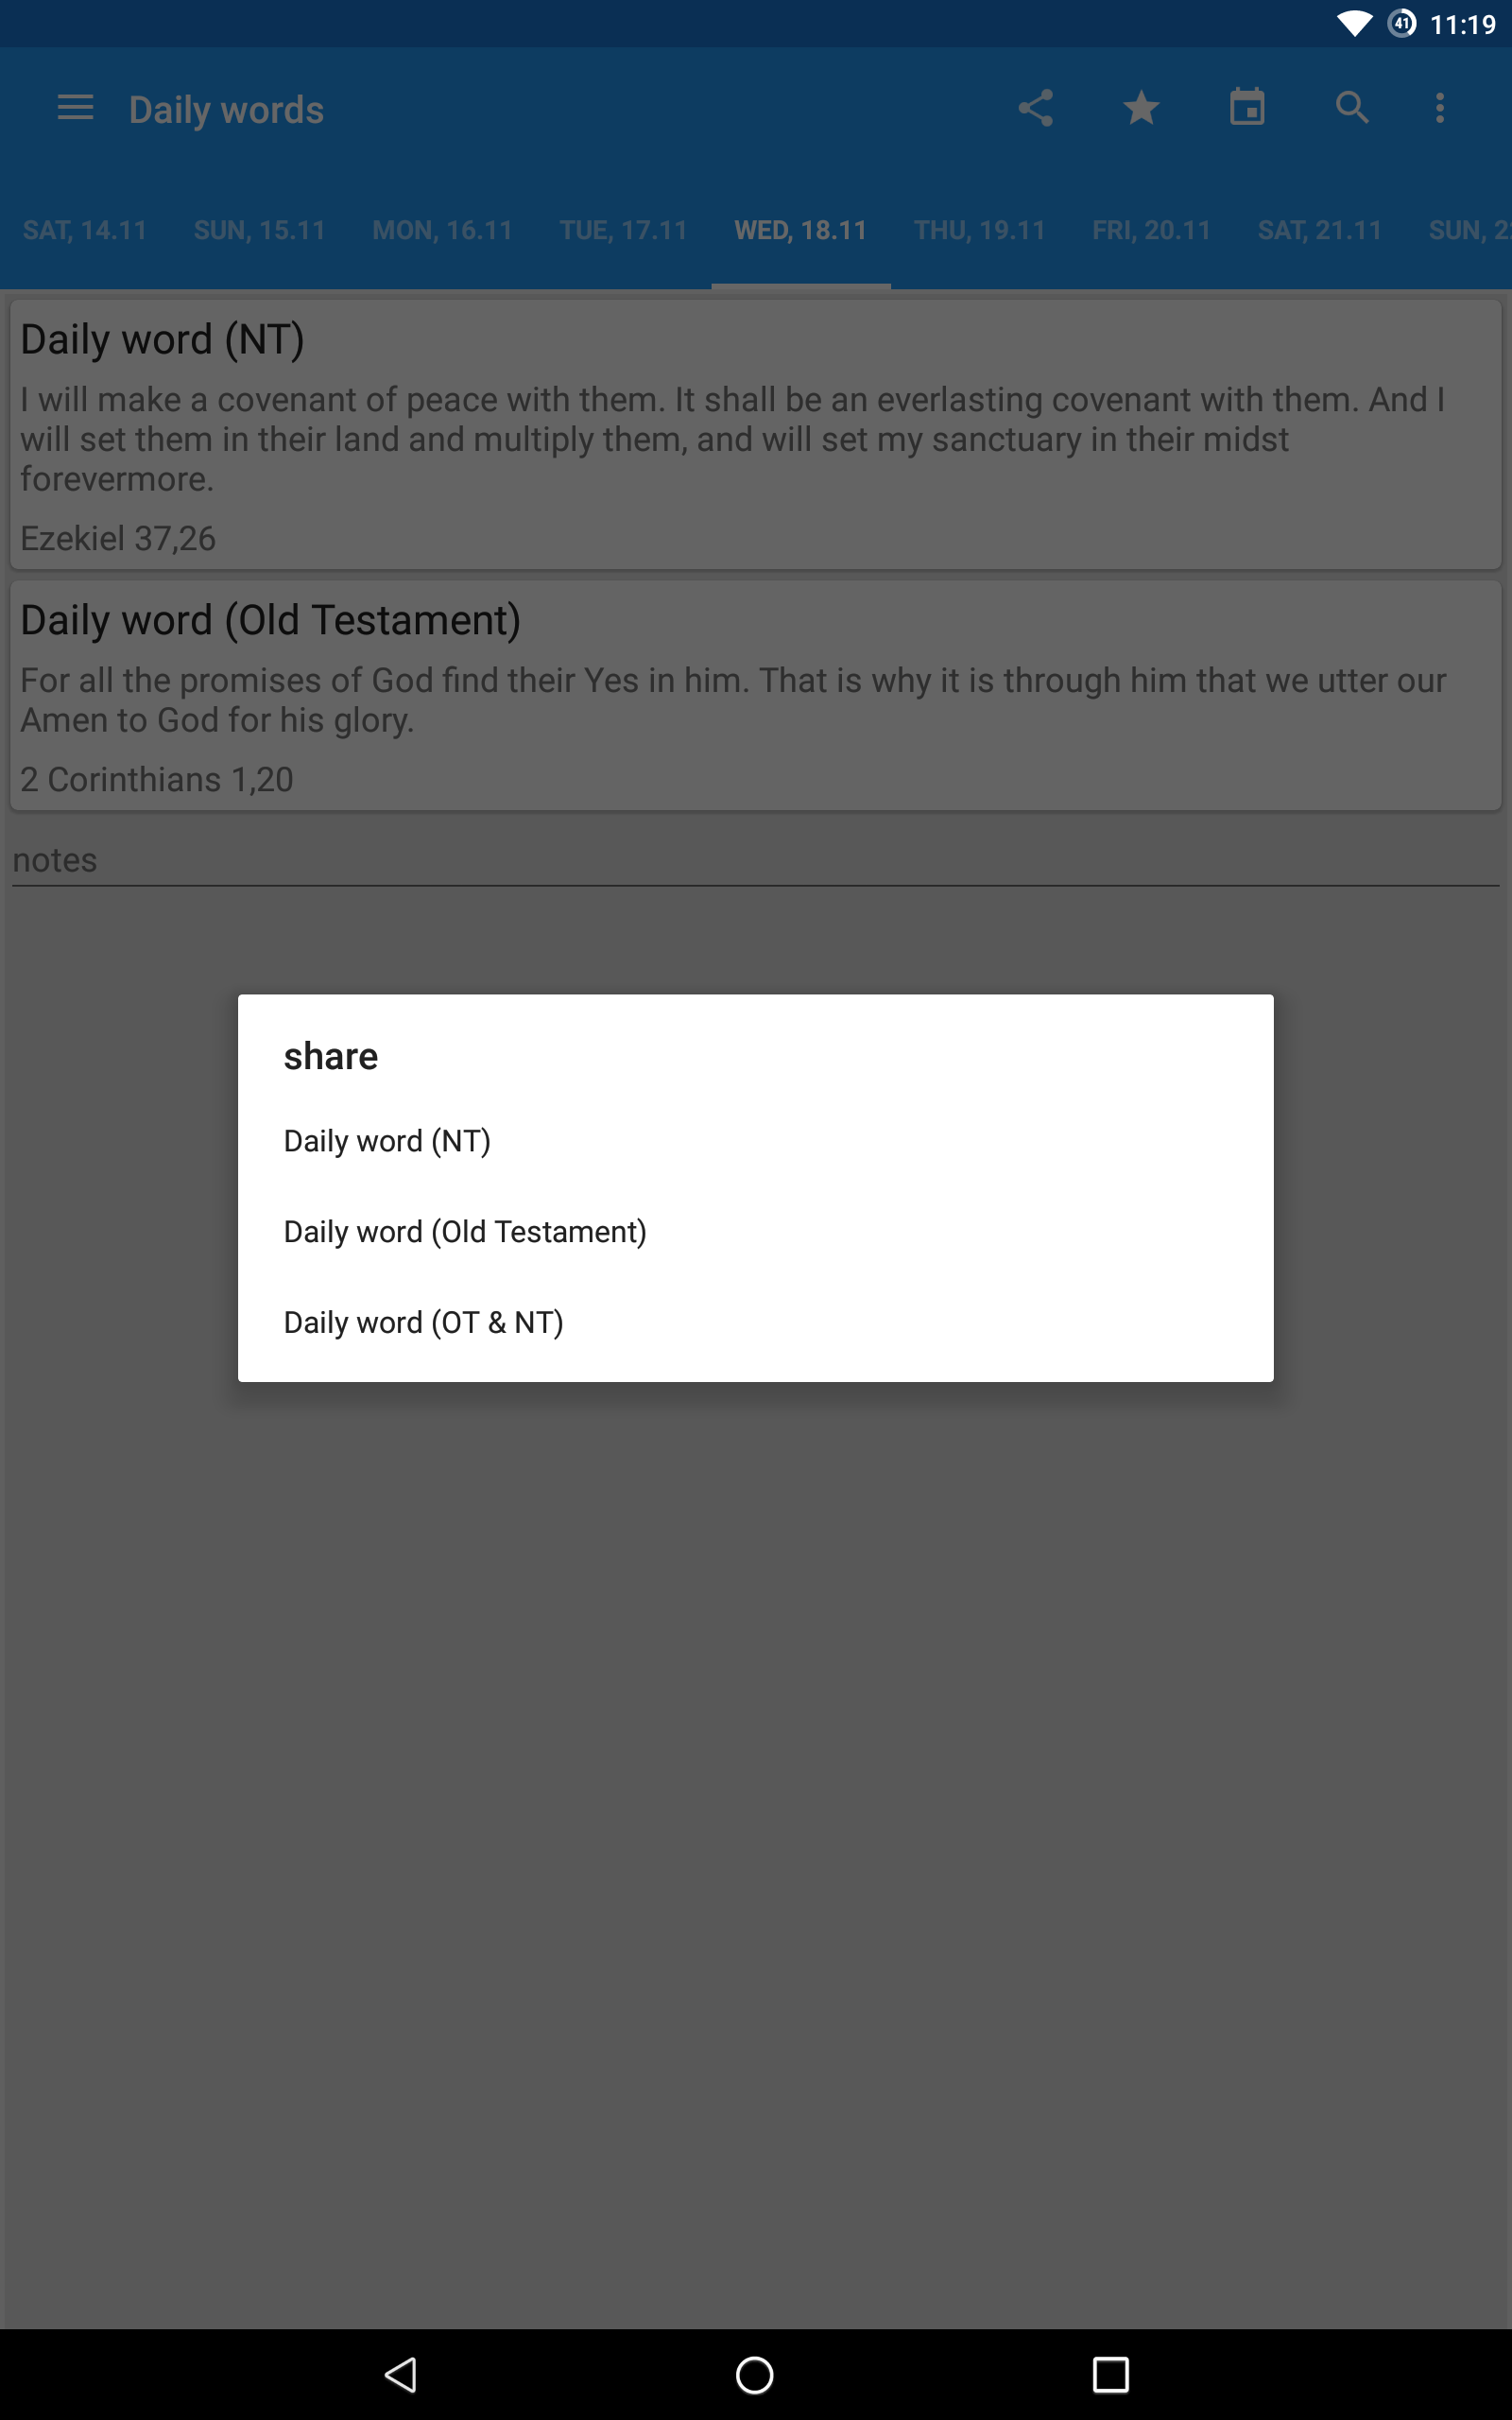 41 11:19
Daily words
SAT, 14.11 SUN, 15.11 MON, 16.11 TUE, 17.11 WED, 18.11 THU, 19.11 FRI, 20.11 SAT, 21.11 SUN,
Daily word (NT)
I will make a covenant of peace with them. It shall be an everlasting covenant with them. And I
will set them in their land and multiply them, and will set my sanctuary in their midst
forevermore.
Ezekiel 37,26
Daily word (Old Testament)
For all the promises of God find their Yes in him. That is why it is through him that we utter our
Amen to God for his glory.
2 Corinthians 1,20
notes
share
Daily word (NT)
Daily word (Old Testament)
Daily word (OT & NT)